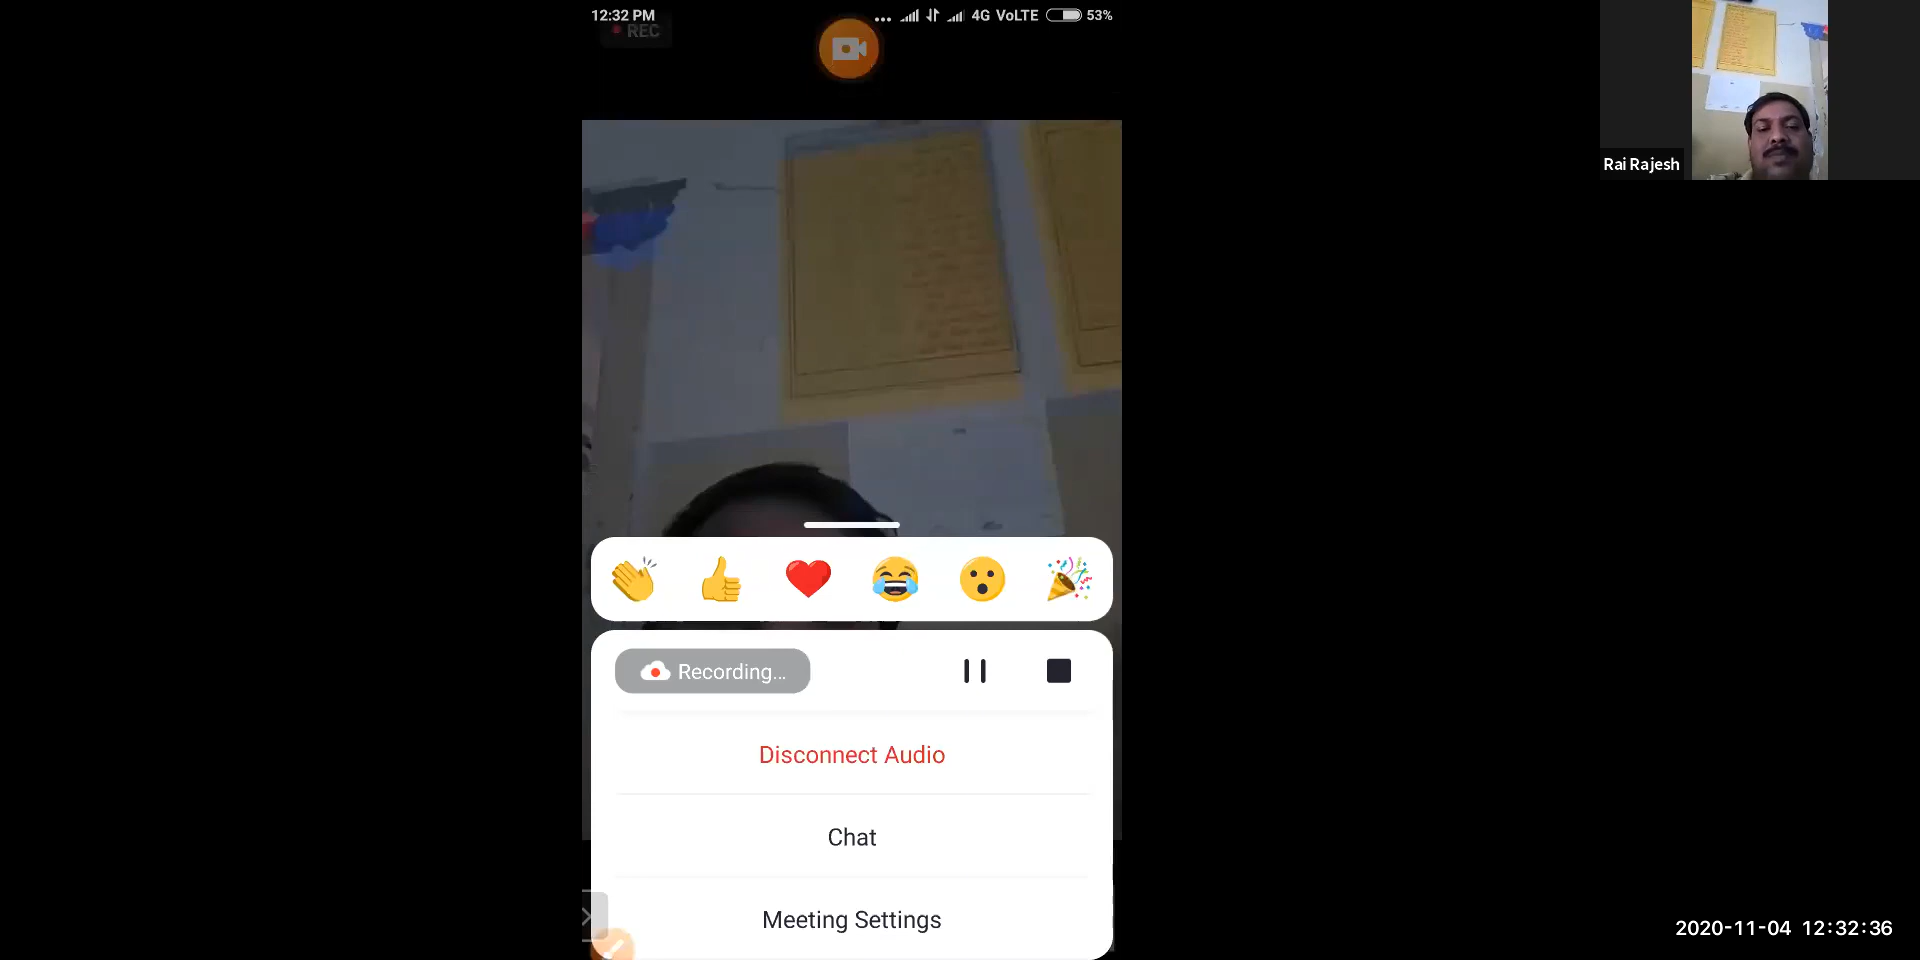 12:32 PM
... 4G VoLTE 53%
REC
Rai Rajesh
Recording...
Disconnect Audio
Chat
Meeting Settings
2020-11-04 12:32:36